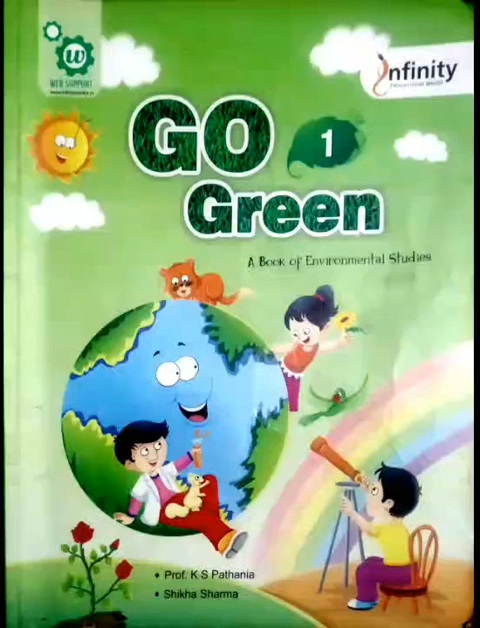 W
WEB SUPPORT
infinity
GO
1
Green
A Book of Environmental Studies
• Prof. K S Pathania
• Shikha Sharma